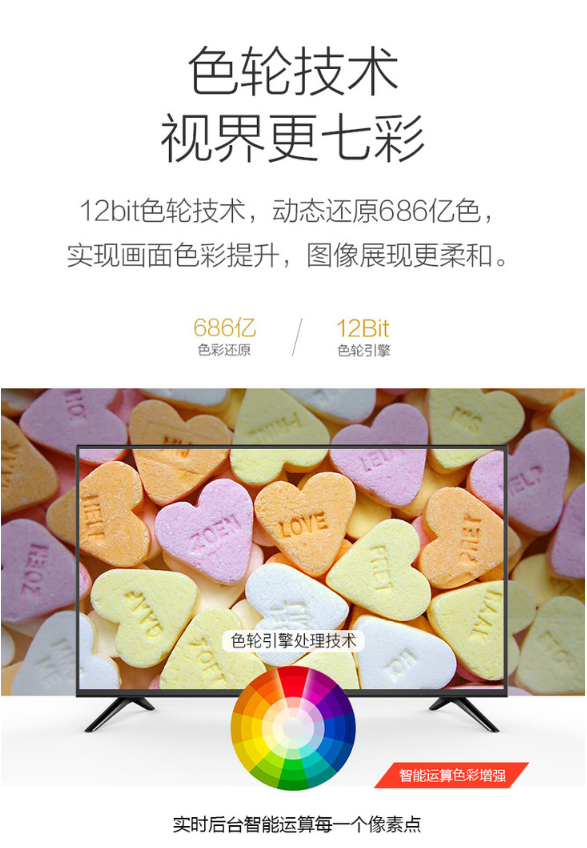 色轮技术
视界更七彩
12bit色轮技术，动态还原686亿色，
实现画面色彩提升，图像展现更柔和。
686亿 / 12Bit
色彩还原 色轮引擎
HELP
ZOEN
LOVE
HELP
ZOEN
色轮引擎处理技术
智能运算色彩增强
实时后台智能运算每一个像素点